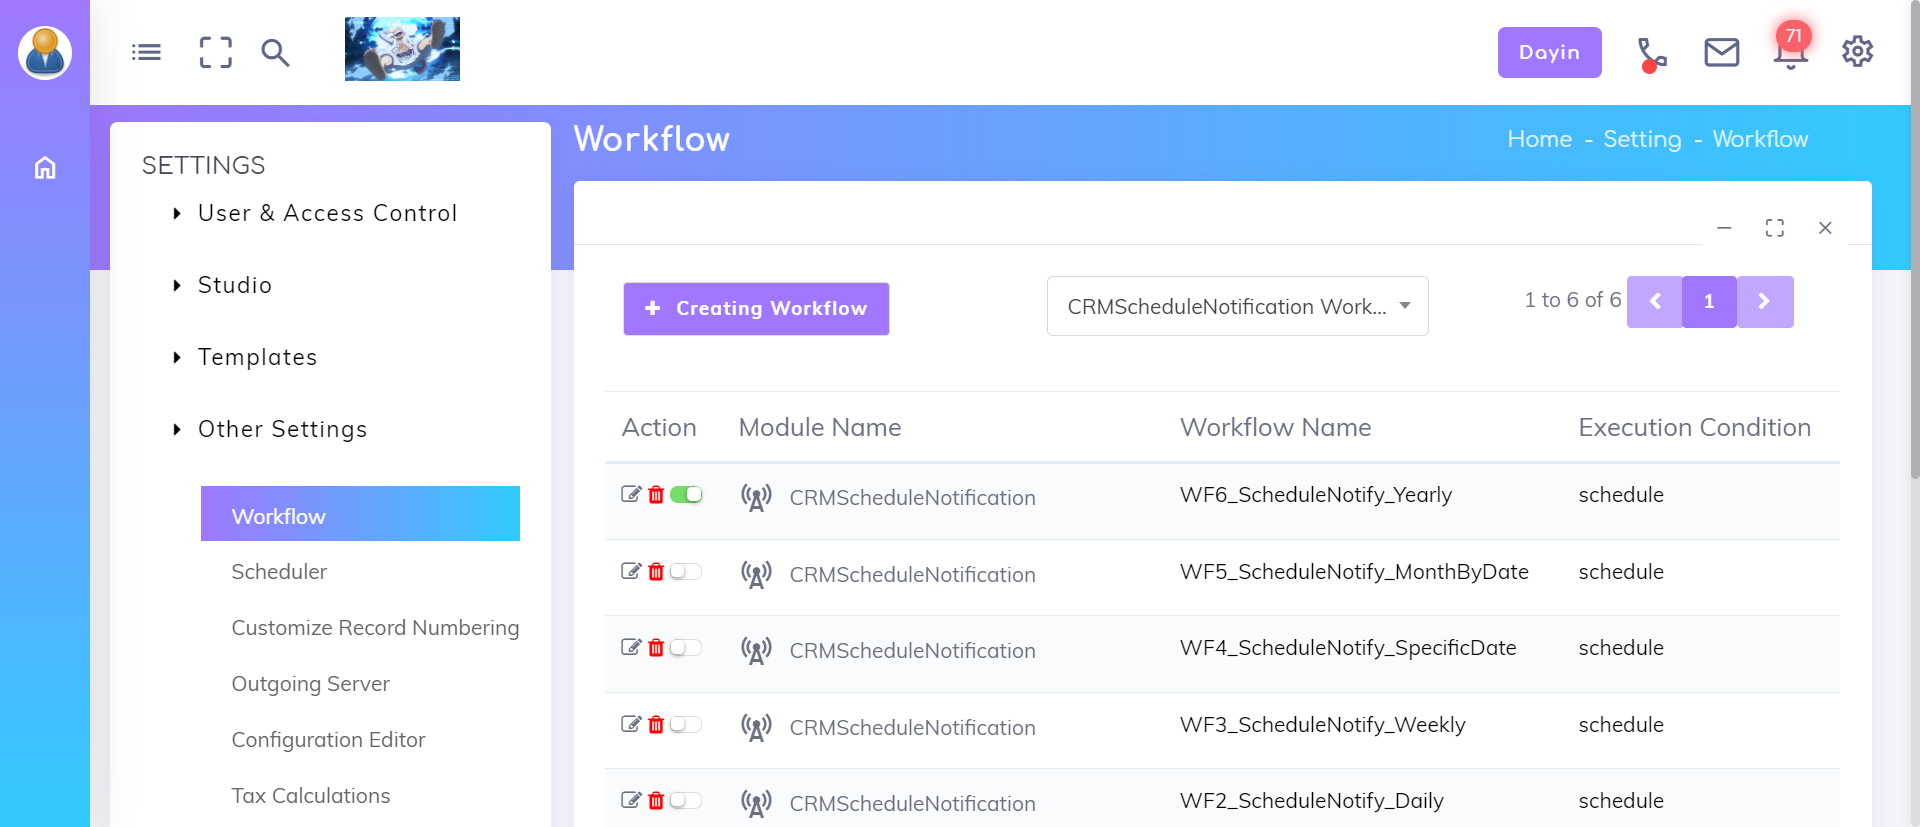 Dayin
71
SETTINGS
User & Access Control
Studio
Templates
Other Settings
Workflow
Scheduler
Customize Record Numbering
Outgoing Server
Configuration Editor
Tax Calculations
Workflow
Home - Setting - Workflow
Creating Workflow
CRMScheduleNotification Work...
1 to 6 of 6
1
Action Module Name Workflow Name Execution Condition
CRMScheduleNotification WF6_ScheduleNotify_Yearly schedule
CRMScheduleNotification WF5_ScheduleNotify_MonthByDate schedule
CRMScheduleNotification WF4_ScheduleNotify_SpecificDate schedule
CRMScheduleNotification WF3_ScheduleNotify_Weekly schedule
CRMScheduleNotification WF2_ScheduleNotify_Daily schedule